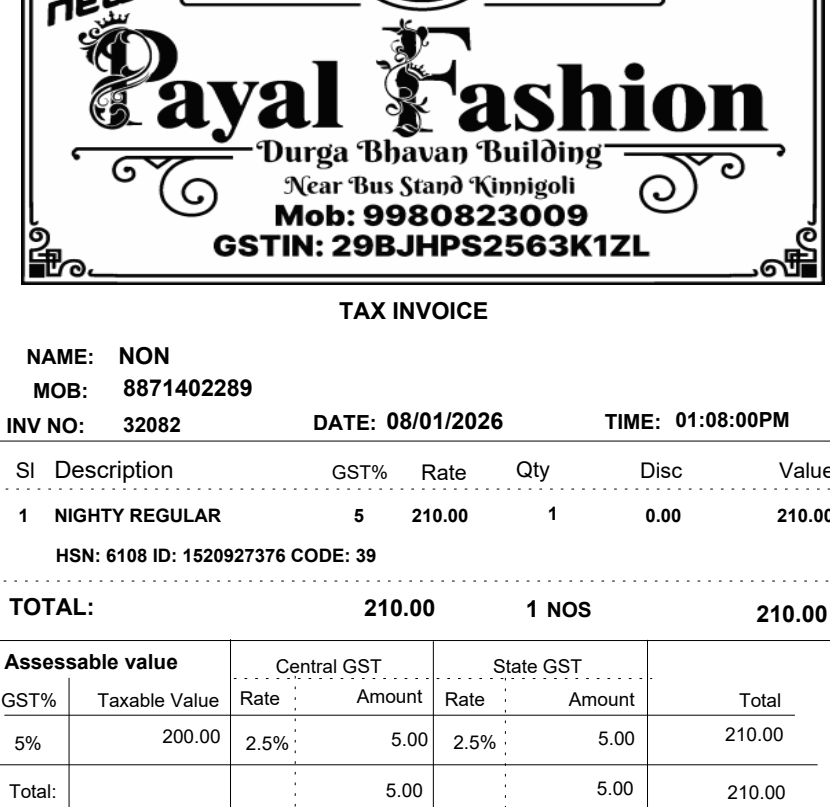 new
Payal Fashion
Durga Bhavan Building
Near Bus Stand Kinnigoli
Mob: 9980823009
GSTIN: 29BJHPS2563K1ZL
TAX INVOICE
NAME: NON
MOB: 8871402289
INV NO: 32082 DATE: 08/01/2026 TIME: 01:08:00PM
Sl Description GST% Rate Qty Disc Value
1 NIGHTY REGULAR 5 210.00 1 0.00 210.00
HSN: 6108 ID: 1520927376 CODE: 39
TOTAL: 210.00 1 NOS 210.00
Assessable value Central GST State GST
GST% Taxable Value Rate Amount Rate Amount Total
5% 200.00 2.5% 5.00 2.5% 5.00 210.00
Total: 5.00 5.00 210.00